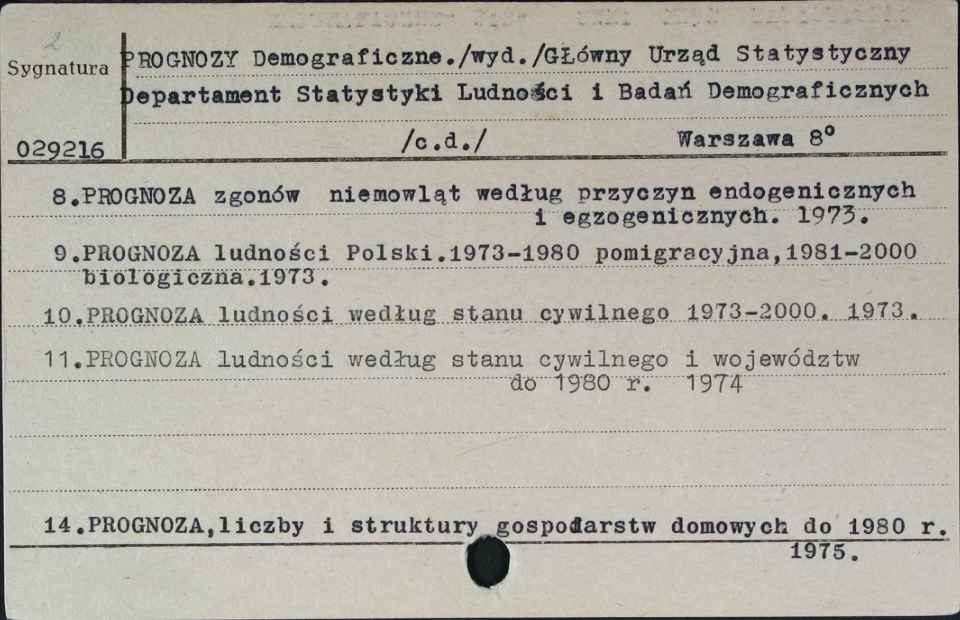 2
Sygnatura
029216
PROGNOZY Demograficzne./wyd./GŁówny Urząd Statystyczny
Departament Statystyki Ludności i Badań Demograficznych
/c.d./ Warszawa 8°
8.PROGNOZA zgonów niemowląt według przyczyn endogenicznych
i egzogenicznych. 1973.
9.PROGNOZA ludności Polski.1973-1980 pomigracyjna,1981-2000
biologiczna.1973.
10.PROGNOZA ludności według stanu cywilnego 1973-2000. 1973.
11.PROGNOZA ludności według stanu cywilnego i województw
do 1980 r. 1974
14.PROGNOZA,liczby i struktury gospodarstw domowych do 1980 r.
1975.